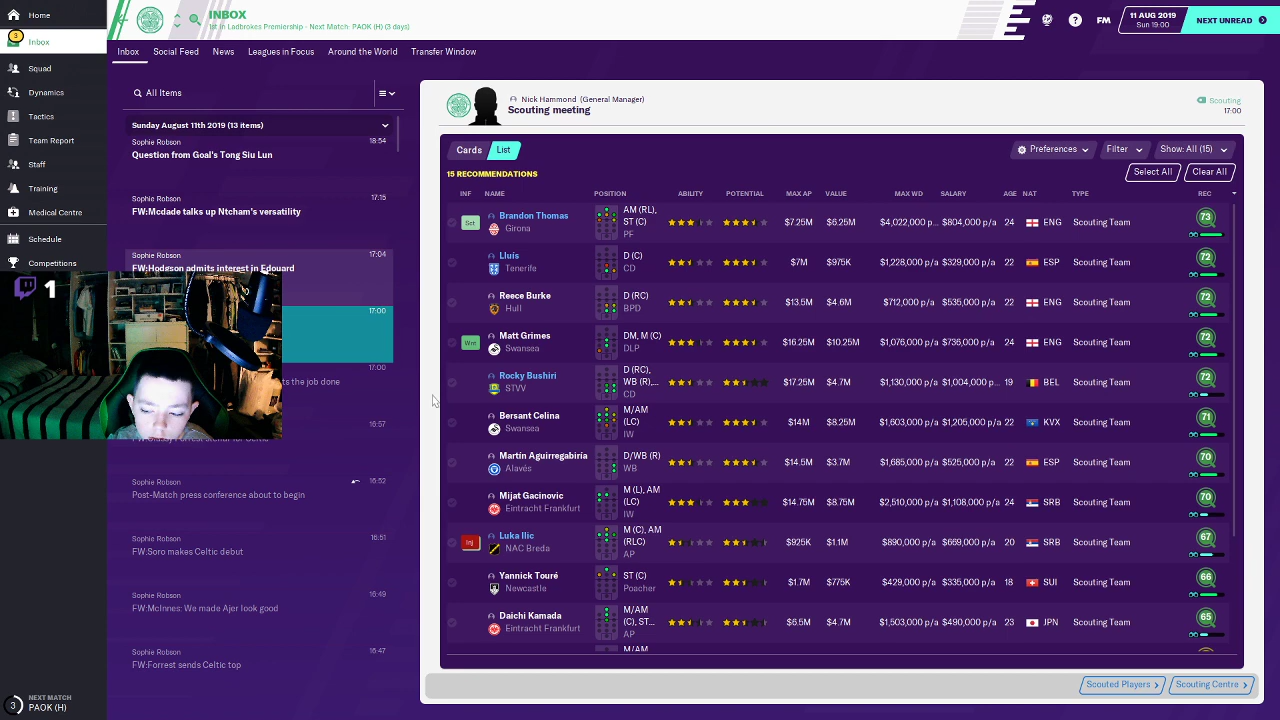 Home
3
Inbox
Squad
Dynamics
Tactics
Team Report
Staff
Training
Medical Centre
Schedule
Competitions
1
3
NEXT MATCH
PAOK (H)
INBOX
1st in Ladbrokes Premiership - Next Match: PAOK (H) (3 days)
?
FM
11 AUG 2019
Sun 19:00
NEXT UNREAD
Inbox
Social Feed
News
Leagues in Focus
Around the World
Transfer Window
All Items
Sunday August 11th 2019 (13 items)
Sophie Robson
18:54
Question from Goal's Tong Siu Lun
Sophie Robson
17:15
FW:Mcdade talks up Ntcham's versatility
17:04
FW:Hodgson admits interest in Edouard
17:00
17:00
ts the job done
16:57
Sophie Robson
16:52
Post-Match press conference about to begin
Sophie Robson
16:51
FW:Soro makes Celtic debut
Sophie Robson
16:49
FW:McInnes: We made Ajer look good
Sophie Robson
16:47
FW:Forrest sends Celtic top
Nick Hammond (General Manager)
Scouting meeting
Scouting
17:00
Cards
List
Preferences
Filter
Show: All (15)
15 RECOMMENDATIONS
Select All
Clear All
INF NAME POSITION ABILITY POTENTIAL MAX AP VALUE MAX WD SALARY AGE NAT TYPE REC
Sct Brandon Thomas AM (RL), ST (C) $7.25M $6.25M $4,022,000 p... $804,000 p/a 24 ENG Scouting Team 73
Girona PF
Lluís D (C) $7M $975K $1,228,000 p/a $329,000 p/a 22 ESP Scouting Team 72
Tenerife CD
Reece Burke D (RC) $13.5M $4.6M $712,000 p/a $535,000 p/a 22 ENG Scouting Team 72
Hull BPD
Wnt Matt Grimes DM, M (C) $16.25M $10.25M $1,076,000 p/a $736,000 p/a 24 ENG Scouting Team 72
Swansea DLP
Rocky Bushiri D (RC), WB (R),... $17.25M $4.7M $1,130,000 p/a $1,004,000 p... 19 BEL Scouting Team 72
STVV CD
Bersant Celina M/AM (LC) $14M $8.25M $1,603,000 p/a $1,205,000 p/a 22 KVX Scouting Team 71
Swansea IW
Martín Aguirregabiría D/WB (R) $14.5M $3.7M $1,685,000 p/a $525,000 p/a 22 ESP Scouting Team 70
Alavés WB
Mijat Gacinovic M (L), AM (LC) $14.75M $8.75M $2,510,000 p/a $1,108,000 p/a 24 SRB Scouting Team 70
Eintracht Frankfurt IW
Inj Luka Ilic M (C), AM (RLC) $925K $1.1M $890,000 p/a $669,000 p/a 20 SRB Scouting Team 67
NAC Breda AP
Yannick Touré ST (C) $1.7M $775K $429,000 p/a $335,000 p/a 18 SUI Scouting Team 66
Newcastle Poacher
Daichi Kamada M/AM (C), ST... $6.5M $4.7M $1,503,000 p/a $490,000 p/a 23 JPN Scouting Team 65
Eintracht Frankfurt AP
M/AM
Scouted Players
Scouting Centre